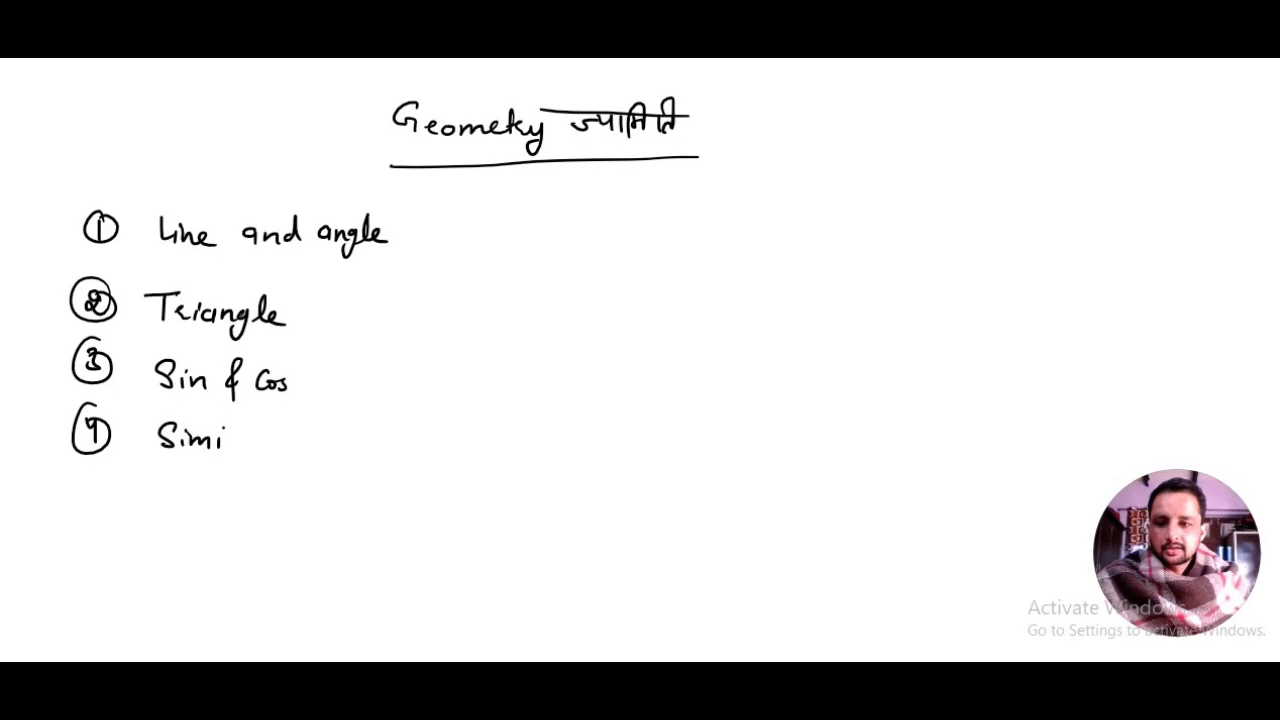 Geometry ज्यामिति
① Line and angle
② Triangle
③ Sin & Cos
④ Simi
Activate Windows
Go to Settings to activate Windows.